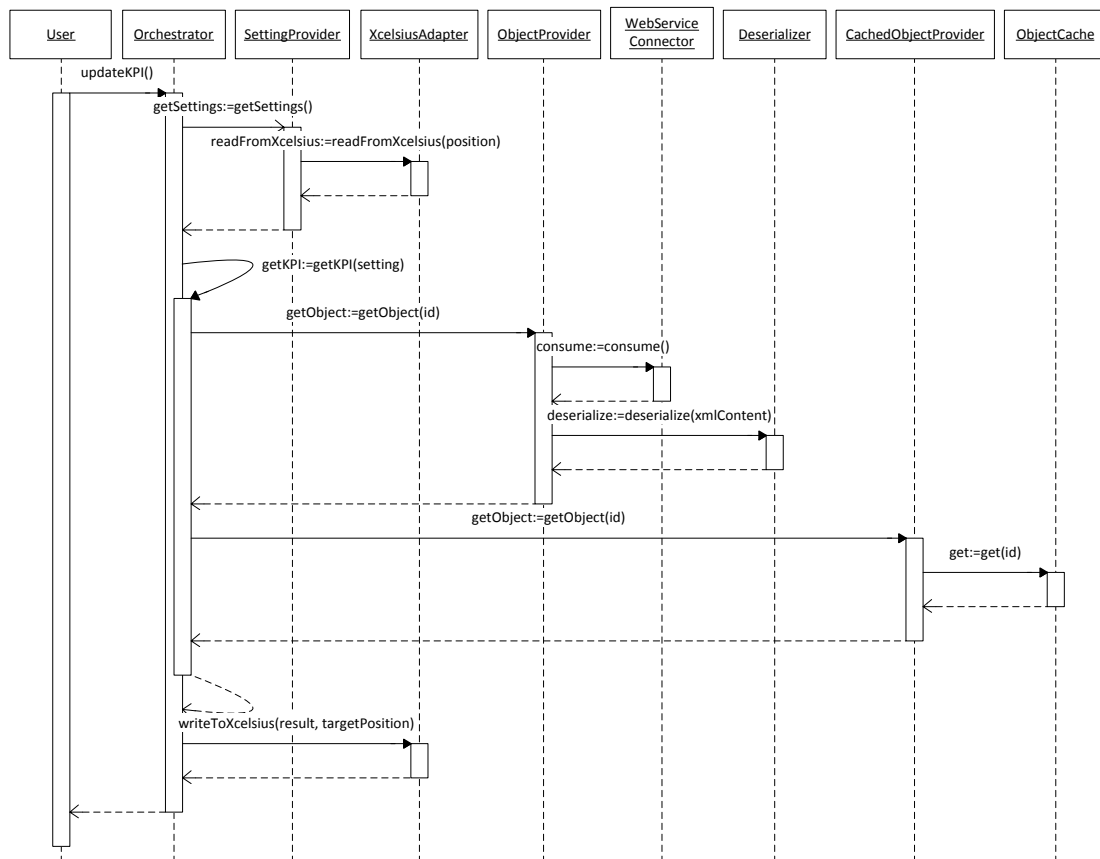 User
Orchestrator
SettingProvider
XcelsiusAdapter
ObjectProvider
WebService
Connector
Deserializer
CachedObjectProvider
ObjectCache
updateKPI()
getSettings:=getSettings()
readFromXcelsius:=readFromXcelsius(position)
getKPI:=getKPI(setting)
getObject:=getObject(id)
consume:=consume()
deserialize:=deserialize(xmlContent)
getObject:=getObject(id)
get:=get(id)
writeToXcelsius(result, targetPosition)